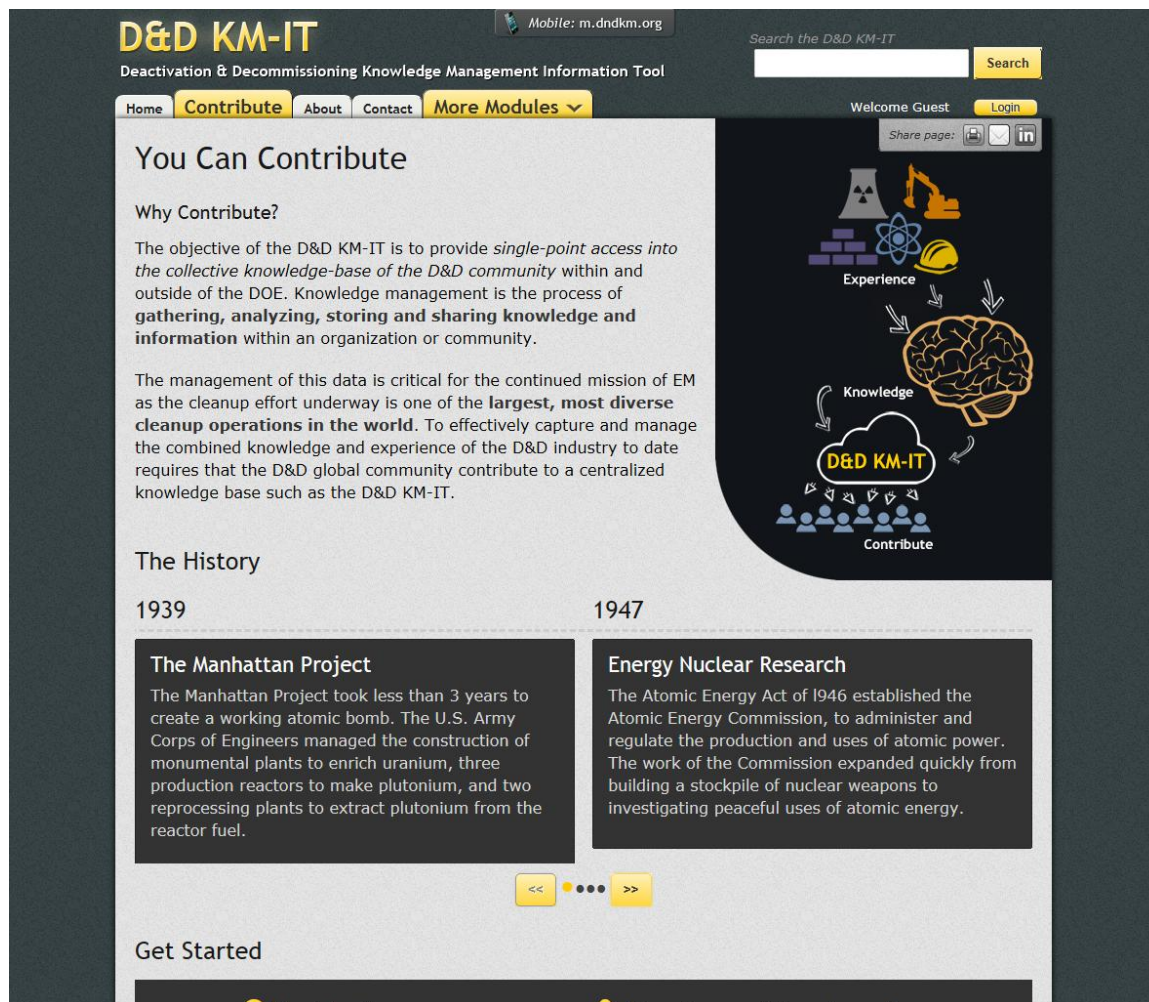 D&D KM-IT
Mobile: m.dndkm.org
Search the D&D KM-IT
Search
Deactivation & Decommissioning Knowledge Management Information Tool
Home Contribute About Contact More Modules
Welcome Guest Login
Share page: in
You Can Contribute
Why Contribute?
The objective of the D&D KM-IT is to provide single-point access into
the collective knowledge-base of the D&D community within and
outside of the DOE. Knowledge management is the process of
gathering, analyzing, storing and sharing knowledge and
information within an organization or community.
The management of this data is critical for the continued mission of EM
as the cleanup effort underway is one of the largest, most diverse
cleanup operations in the world. To effectively capture and manage
the combined knowledge and experience of the D&D industry to date
requires that the D&D global community contribute to a centralized
knowledge base such as the D&D KM-IT.
Experience
Knowledge
D&D KM-IT
Contribute
The History
1939
The Manhattan Project
The Manhattan Project took less than 3 years to
create a working atomic bomb. The U.S. Army
Corps of Engineers managed the construction of
monumental plants to enrich uranium, three
production reactors to make plutonium, and two
reprocessing plants to extract plutonium from the
reactor fuel.
1947
Energy Nuclear Research
The Atomic Energy Act of l946 established the
Atomic Energy Commission, to administer and
regulate the production and uses of atomic power.
The work of the Commission expanded quickly from
building a stockpile of nuclear weapons to
investigating peaceful uses of atomic energy.
<< >>
Get Started